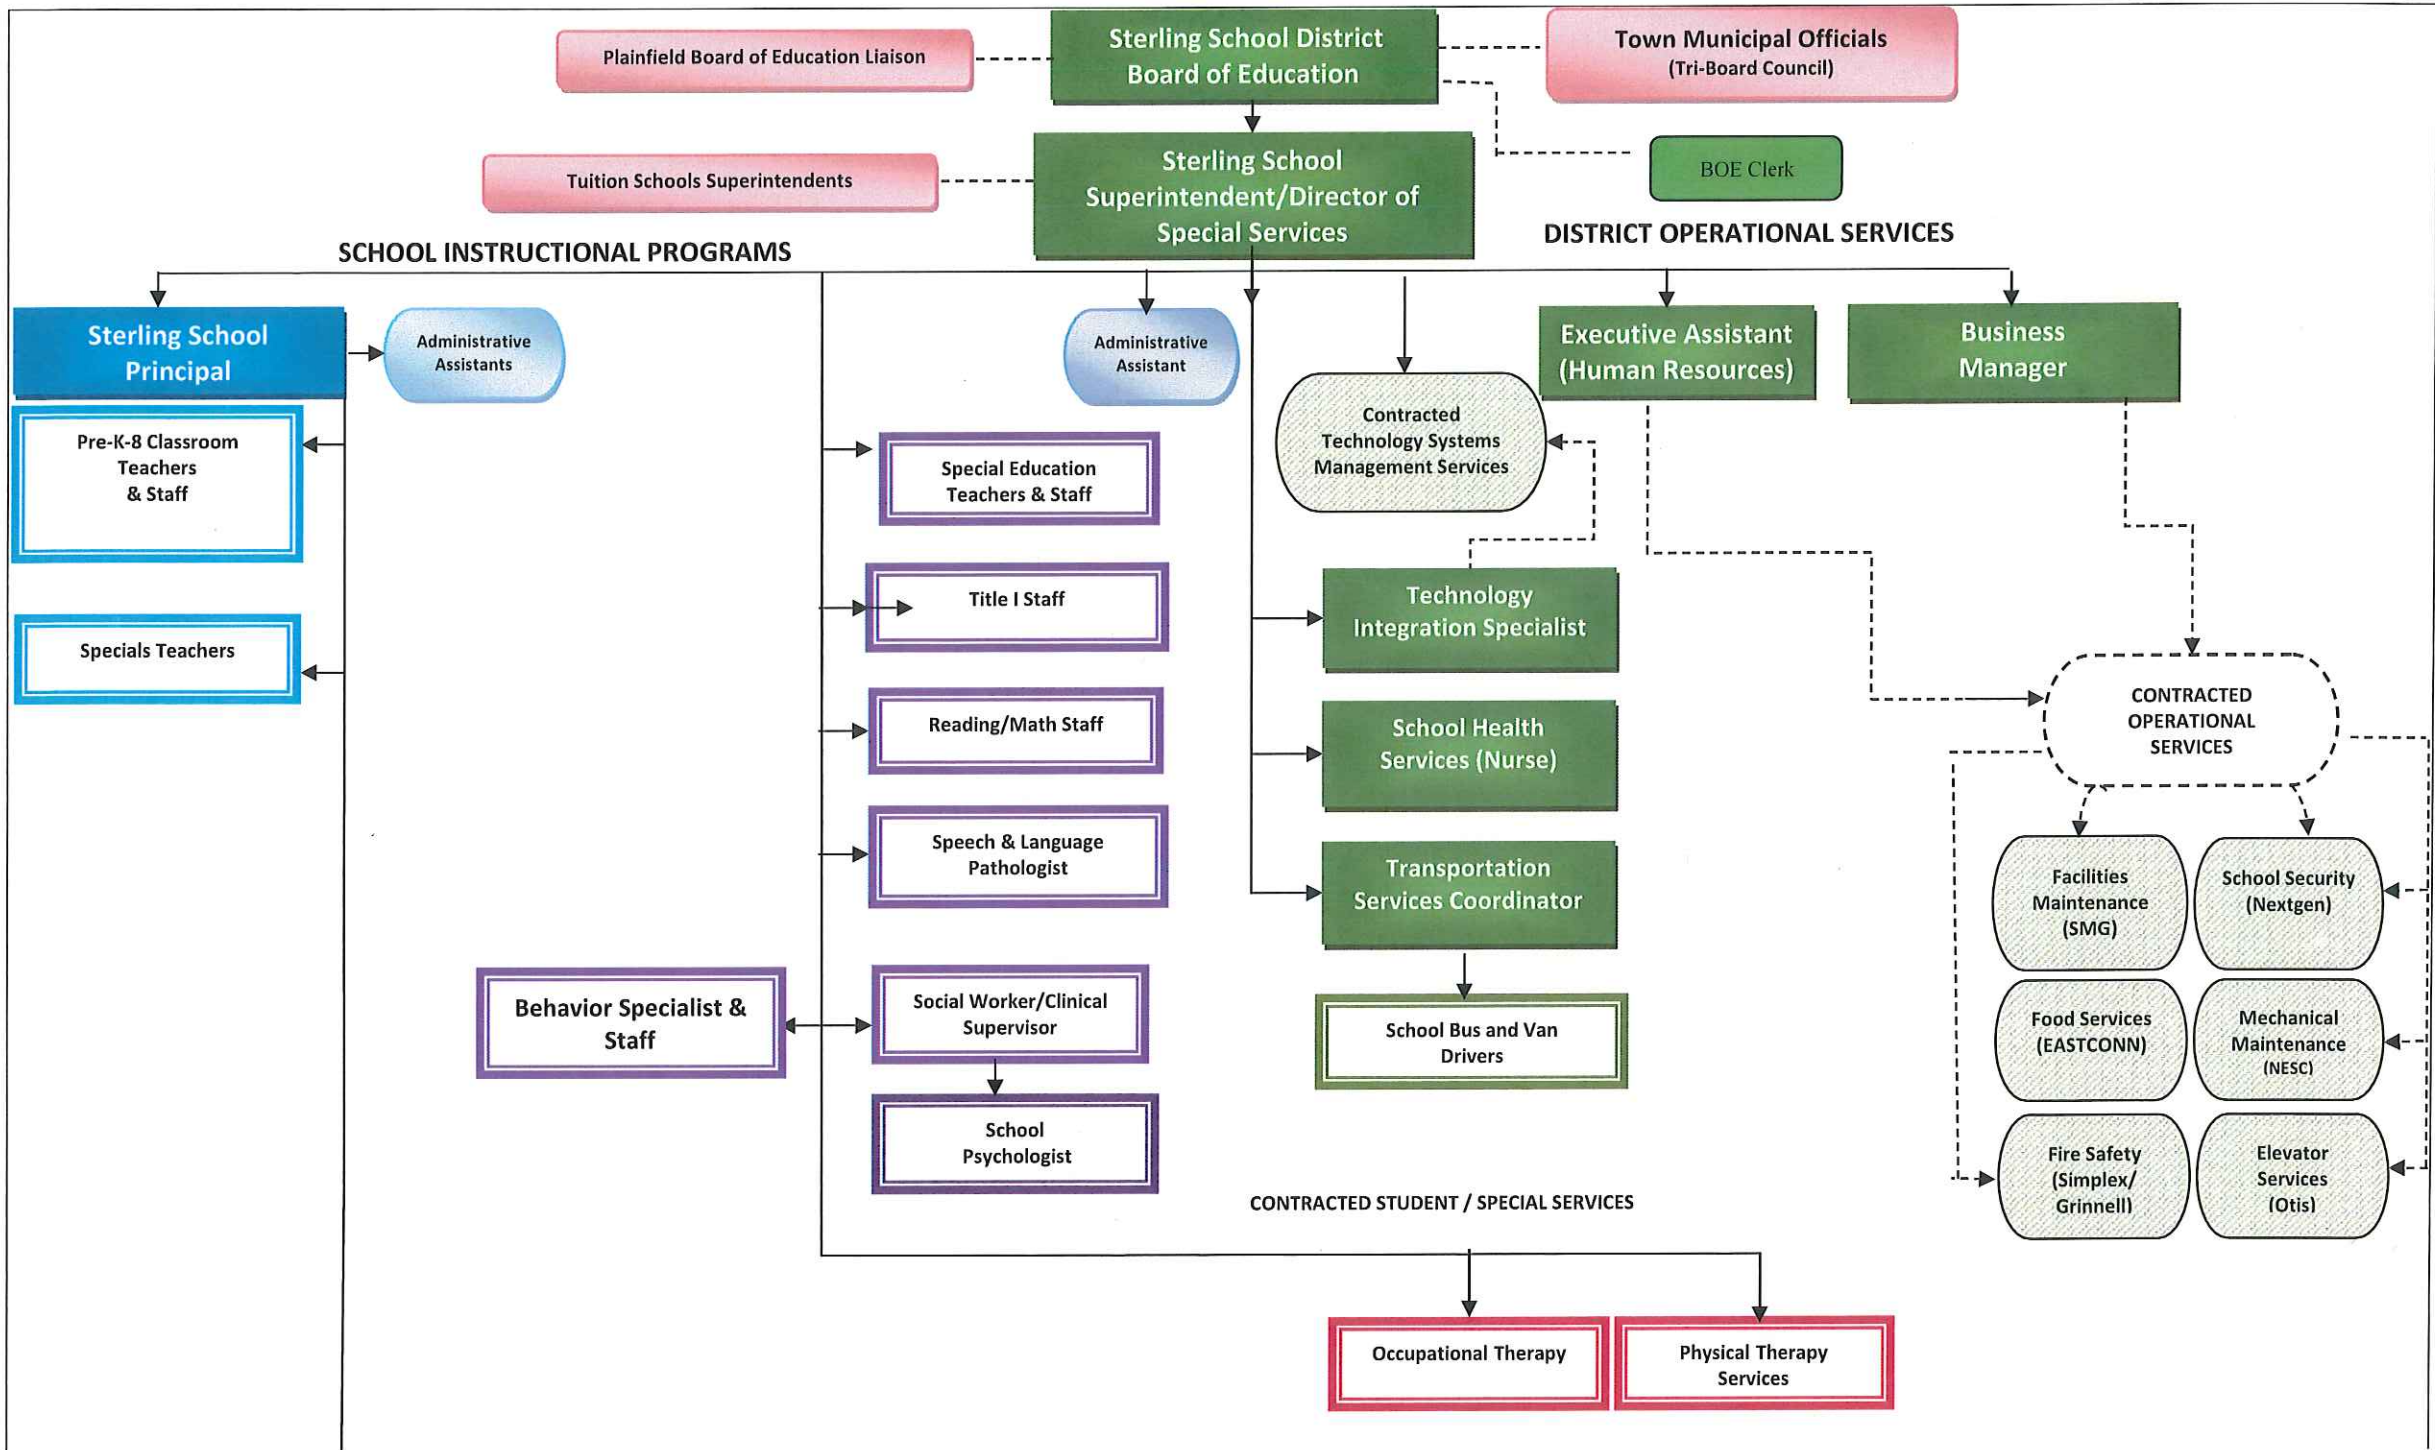 Plainfield Board of Education Liaison
Sterling School District
Board of Education
Town Municipal Officials
(Tri-Board Council)
BOE Clerk
Tuition Schools Superintendents
Sterling School
Superintendent/Director of
Special Services
SCHOOL INSTRUCTIONAL PROGRAMS
DISTRICT OPERATIONAL SERVICES
Sterling School
Principal
Administrative
Assistants
Administrative
Assistant
Executive Assistant
(Human Resources)
Business
Manager
Contracted
Technology Systems
Management Services
Pre-K-8 Classroom
Teachers
& Staff
Specials Teachers
Special Education
Teachers & Staff
Title I Staff
Reading/Math Staff
Speech & Language
Pathologist
Behavior Specialist &
Staff
Social Worker/Clinical
Supervisor
School
Psychologist
Technology
Integration Specialist
School Health
Services (Nurse)
Transportation
Services Coordinator
School Bus and Van
Drivers
CONTRACTED
OPERATIONAL
SERVICES
Facilities
Maintenance
(SMG)
School Security
(Nextgen)
Food Services
(EASTCONN)
Mechanical
Maintenance
(NESC)
Fire Safety
(Simplex/
Grinnell)
Elevator
Services
(Otis)
CONTRACTED STUDENT / SPECIAL SERVICES
Occupational Therapy
Physical Therapy
Services